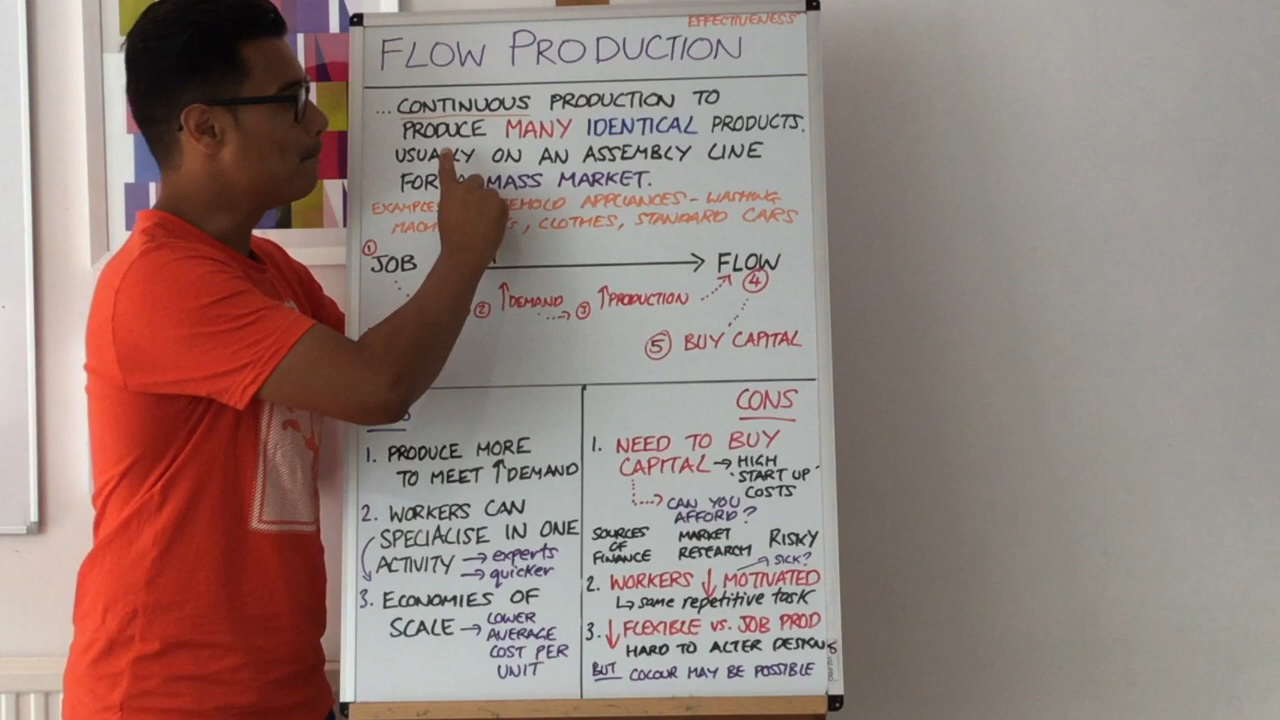 EFFECTIVENESS
FLOW PRODUCTION
... CONTINUOUS PRODUCTION TO
PRODUCE MANY IDENTICAL PRODUCTS.
USUALLY ON AN ASSEMBLY LINE
FOR A MASS MARKET.
APPLIANCES - WASHING
, CLOTHES, STANDARD CARS
① JOB → FLOW ④
② ↑DEMAND ③ ↑PRODUCTION
⑤ BUY CAPITAL
1. PRODUCE MORE
TO MEET ↑DEMAND
2. WORKERS CAN
SPECIALISE IN ONE
ACTIVITY → experts
→ quicker
3. ECONOMIES OF
SCALE → LOWER
AVERAGE
COST PER
UNIT
CONS
1. NEED TO BUY
CAPITAL → HIGH
'START UP'
COSTS
CAN YOU
AFFORD?
SOURCES OF FINANCE
MARKET RESEARCH
RISKY
SICK?
2. WORKERS ↓ MOTIVATED
↳ same repetitive task
3. ↓ FLEXIBLE VS. JOB PROD
HARD TO ALTER DESIGNS
BUT COLOUR MAY BE POSSIBLE